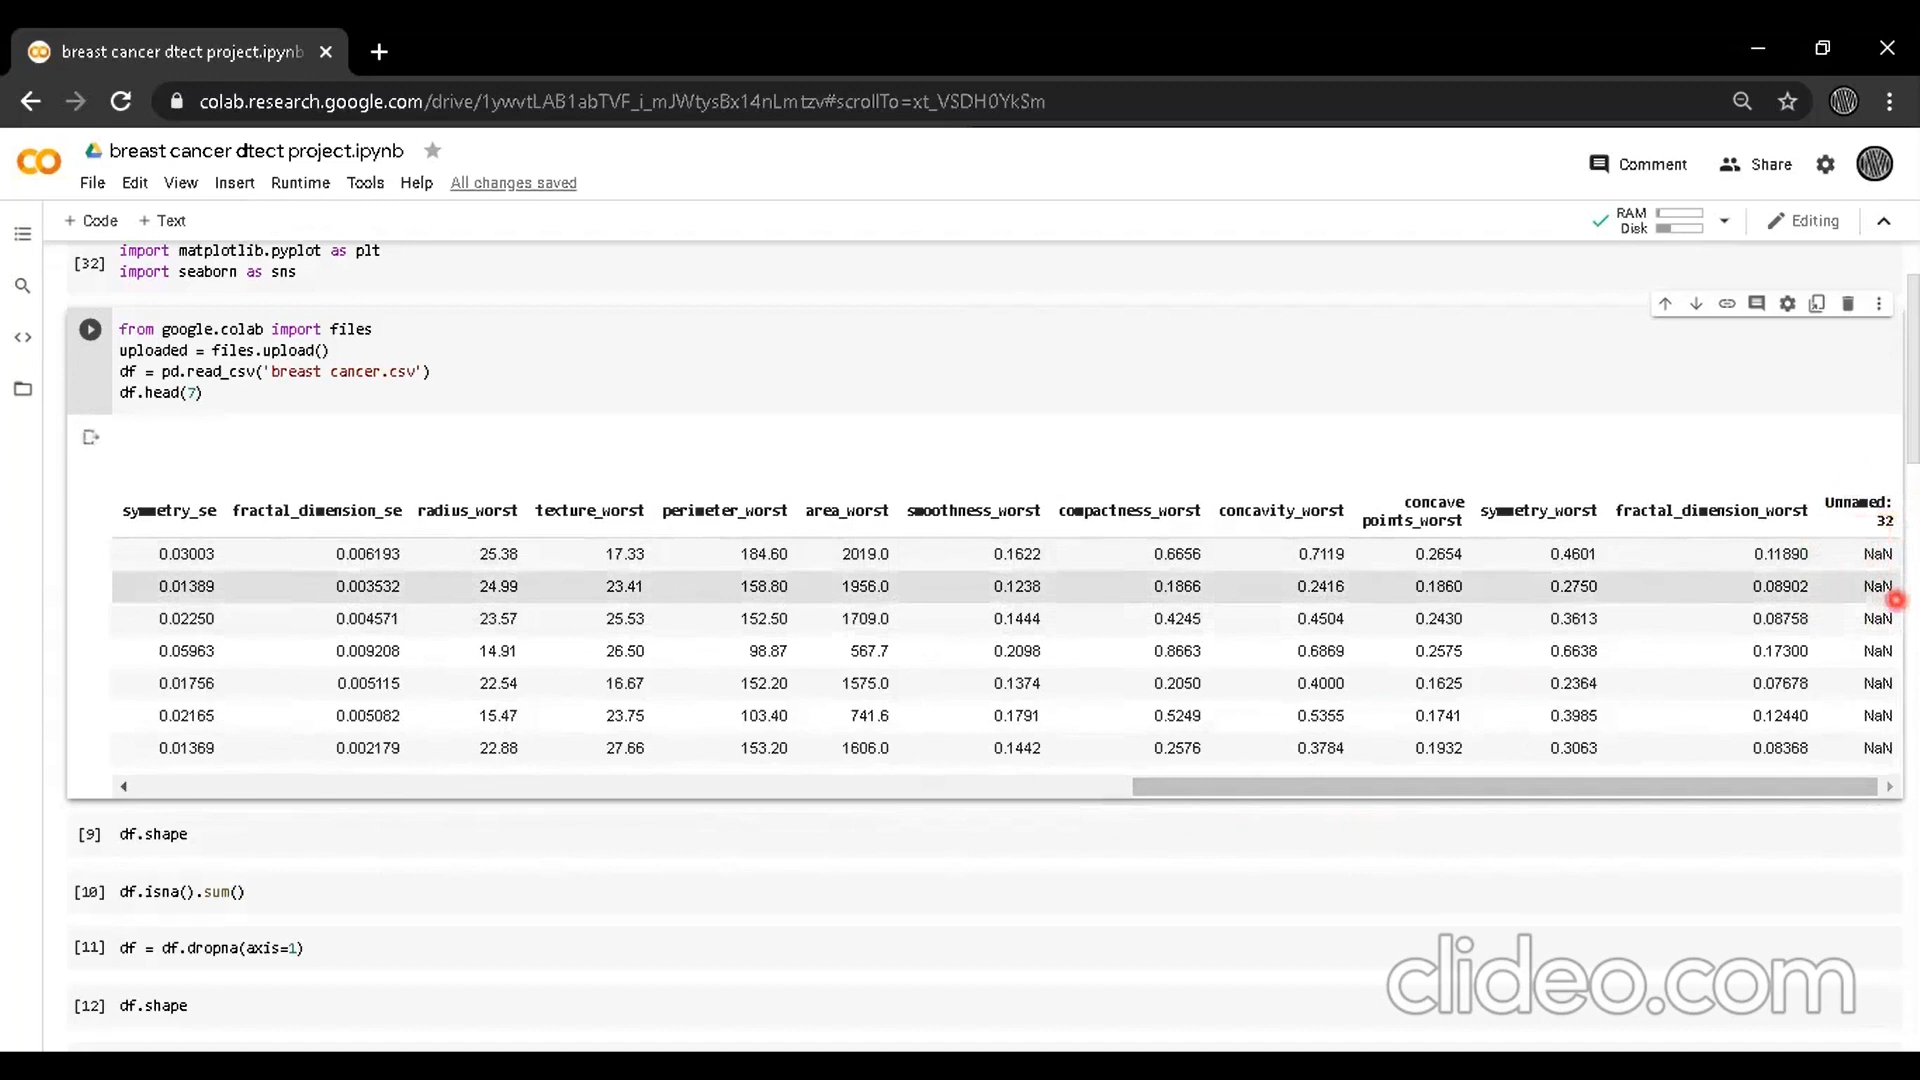 breast cancer dtect project.ipynb
colab.research.google.com/drive/1ywvtLAB1abTVF_i_mJWtysBx14nLmtzv#scrollTo=xt_VSDH0YkSm
breast cancer dtect project.ipynb
Comment Share
File Edit View Insert Runtime Tools Help All changes saved
+ Code + Text
RAM
Disk
Editing
import matplotlib.pyplot as plt
[32]
import seaborn as sns
from google.colab import files
uploaded = files.upload()
df = pd.read_csv('breast cancer.csv')
df.head(7)
symmetry_se fractal_dimension_se radius_worst texture_worst perimeter_worst area_worst smoothness_worst compactness_worst concavity_worst concave points_worst symmetry_worst fractal_dimension_worst Unnamed: 32
0.03003 0.006193 25.38 17.33 184.60 2019.0 0.1622 0.6656 0.7119 0.2654 0.4601 0.11890 NaN
0.01389 0.003532 24.99 23.41 158.80 1956.0 0.1238 0.1866 0.2416 0.1860 0.2750 0.08902 NaN
0.02250 0.004571 23.57 25.53 152.50 1709.0 0.1444 0.4245 0.4504 0.2430 0.3613 0.08758 NaN
0.05963 0.009208 14.91 26.50 98.87 567.7 0.2098 0.8663 0.6869 0.2575 0.6638 0.17300 NaN
0.01756 0.005115 22.54 16.67 152.20 1575.0 0.1374 0.2050 0.4000 0.1625 0.2364 0.07678 NaN
0.02165 0.005082 15.47 23.75 103.40 741.6 0.1791 0.5249 0.5355 0.1741 0.3985 0.12440 NaN
0.01369 0.002179 22.88 27.66 153.20 1606.0 0.1442 0.2576 0.3784 0.1932 0.3063 0.08368 NaN
[9] df.shape
[10] df.isna().sum()
[11] df = df.dropna(axis=1)
[12] df.shape
clideo.com